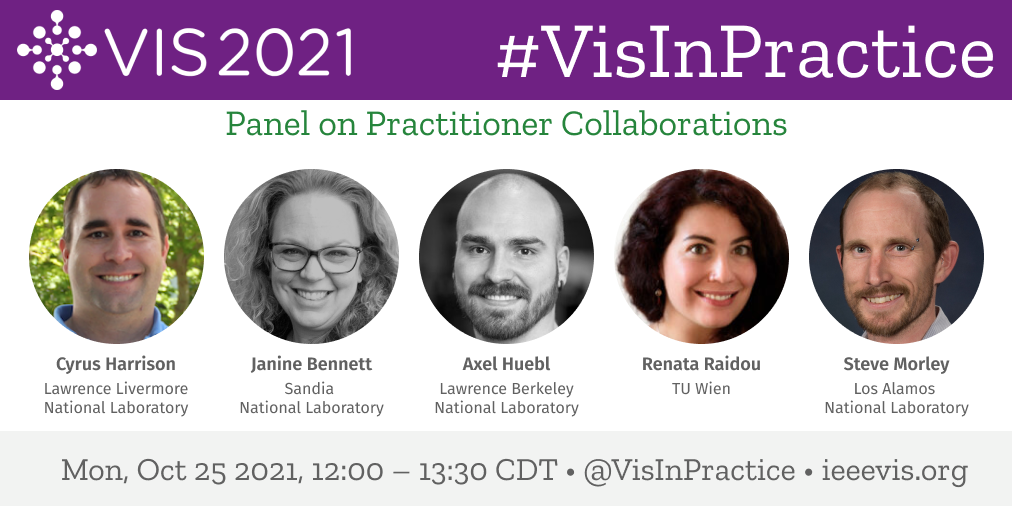 VIS 2021
#VisInPractice
Panel on Practitioner Collaborations
Cyrus Harrison
Lawrence Livermore
National Laboratory
Janine Bennett
Sandia
National Laboratory
Axel Huebl
Lawrence Berkeley
National Laboratory
Renata Raidou
TU Wien
Steve Morley
Los Alamos
National Laboratory
Mon, Oct 25 2021, 12:00 – 13:30 CDT • @VisInPractice • ieeevis.org